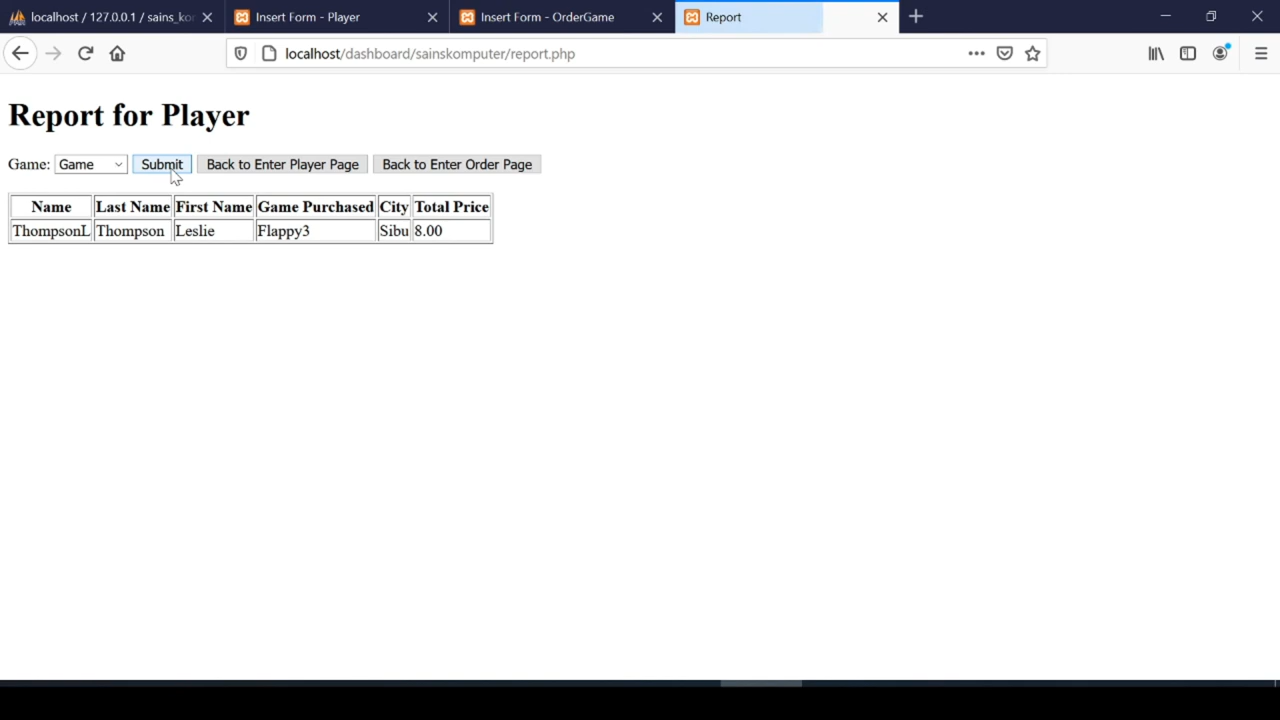 localhost / 127.0.0.1 / sains_ko
Insert Form - Player
Insert Form - OrderGame
Report
localhost/dashboard/sainskomputer/report.php
Report for Player
Game: Game Submit Back to Enter Player Page Back to Enter Order Page
Name Last Name First Name Game Purchased City Total Price
ThompsonL Thompson Leslie Flappy3 Sibu 8.00